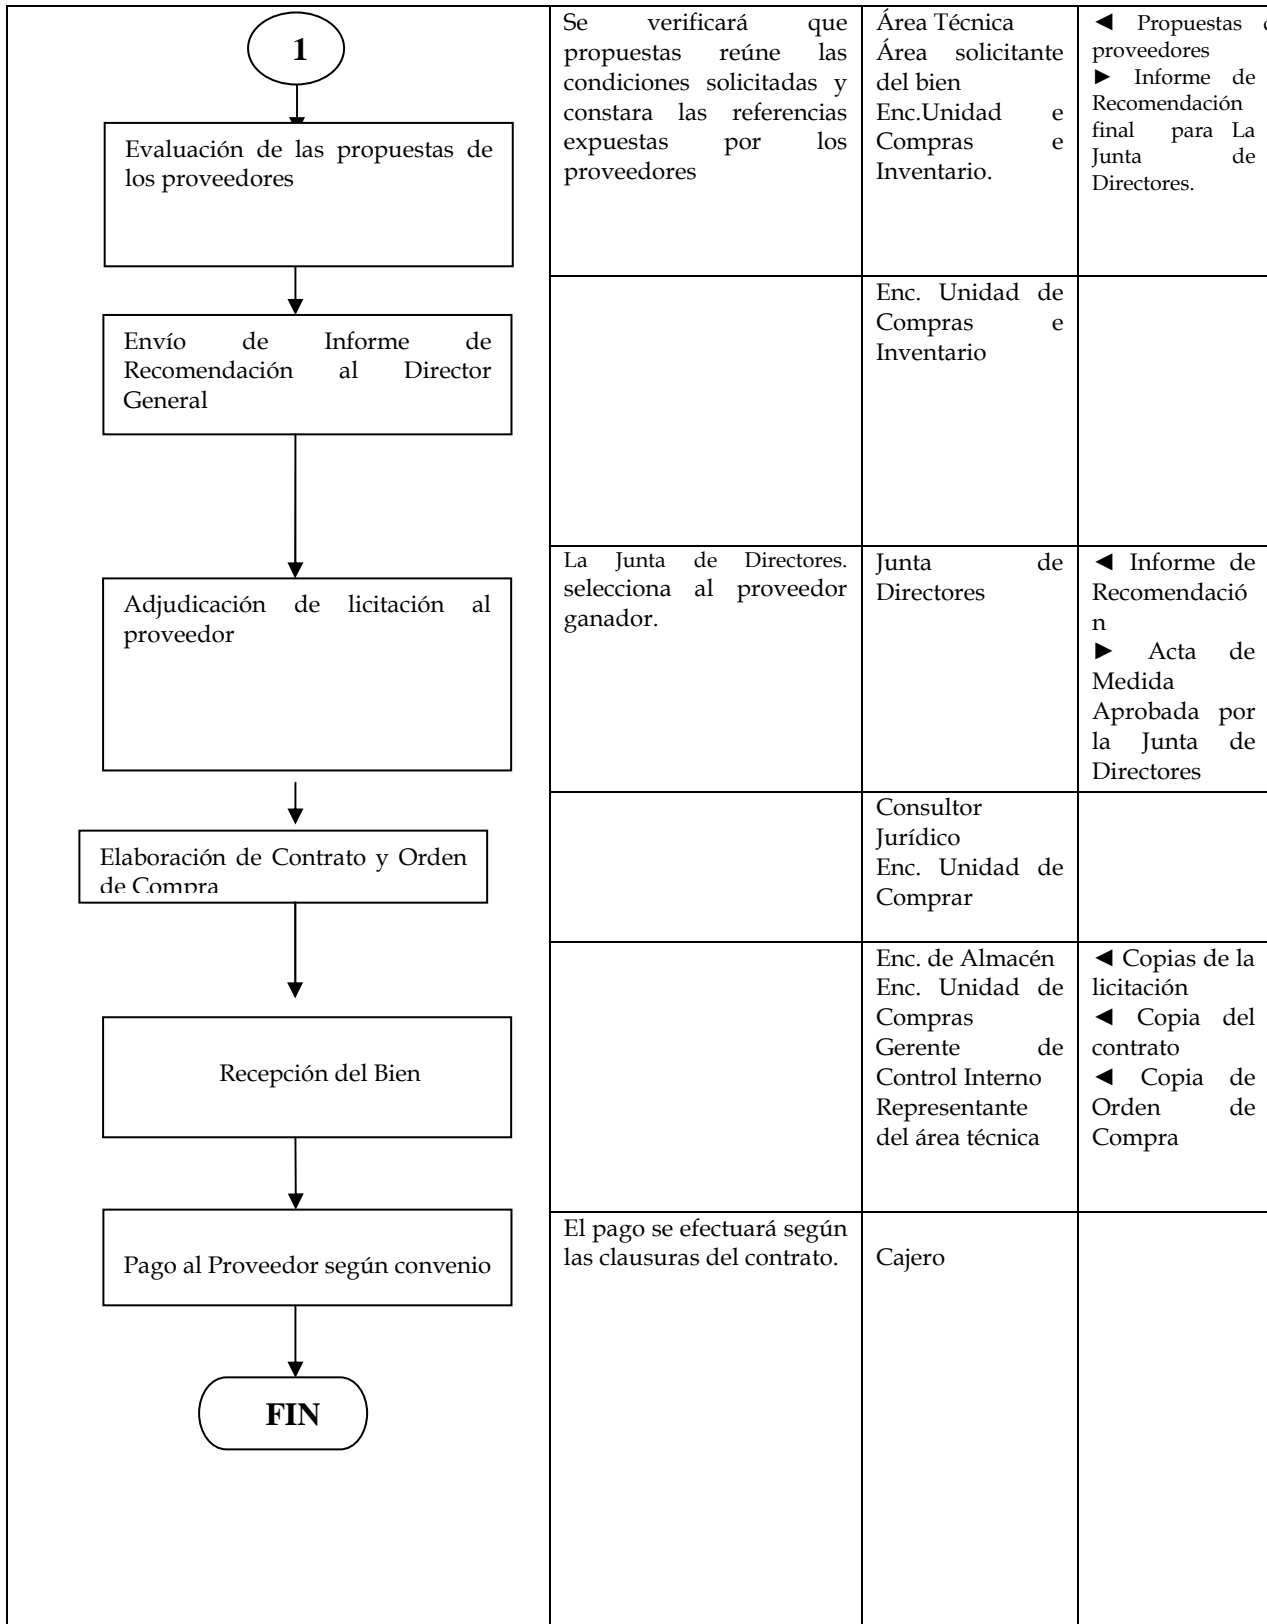 1
Evaluación de las propuestas de
los proveedores
Se verificará que
propuestas reúne las
condiciones solicitadas y
constara las referencias
expuestas por los
proveedores
Área Técnica
Área solicitante
del bien
Enc.Unidad e
Compras e
Inventario.
◄ Propuestas
proveedores
► Informe de
Recomendación
final para La
Junta de
Directores.
Envío de Informe de
Recomendación al Director
General
Enc. Unidad de
Compras e
Inventario
Adjudicación de licitación al
proveedor
La Junta de Directores.
selecciona al proveedor
ganador.
Junta de
Directores
◄ Informe de
Recomendació
n
► Acta de
Medida
Aprobada por
la Junta de
Directores
Elaboración de Contrato y Orden
de Compra
Consultor
Jurídico
Enc. Unidad de
Comprar
Recepción del Bien
Enc. de Almacén
Enc. Unidad de
Compras
Gerente de
Control Interno
Representante
del área técnica
◄ Copias de la
licitación
◄ Copia del
contrato
◄ Copia de
Orden de
Compra
Pago al Proveedor según convenio
El pago se efectuará según
las clausuras del contrato.
Cajero
FIN